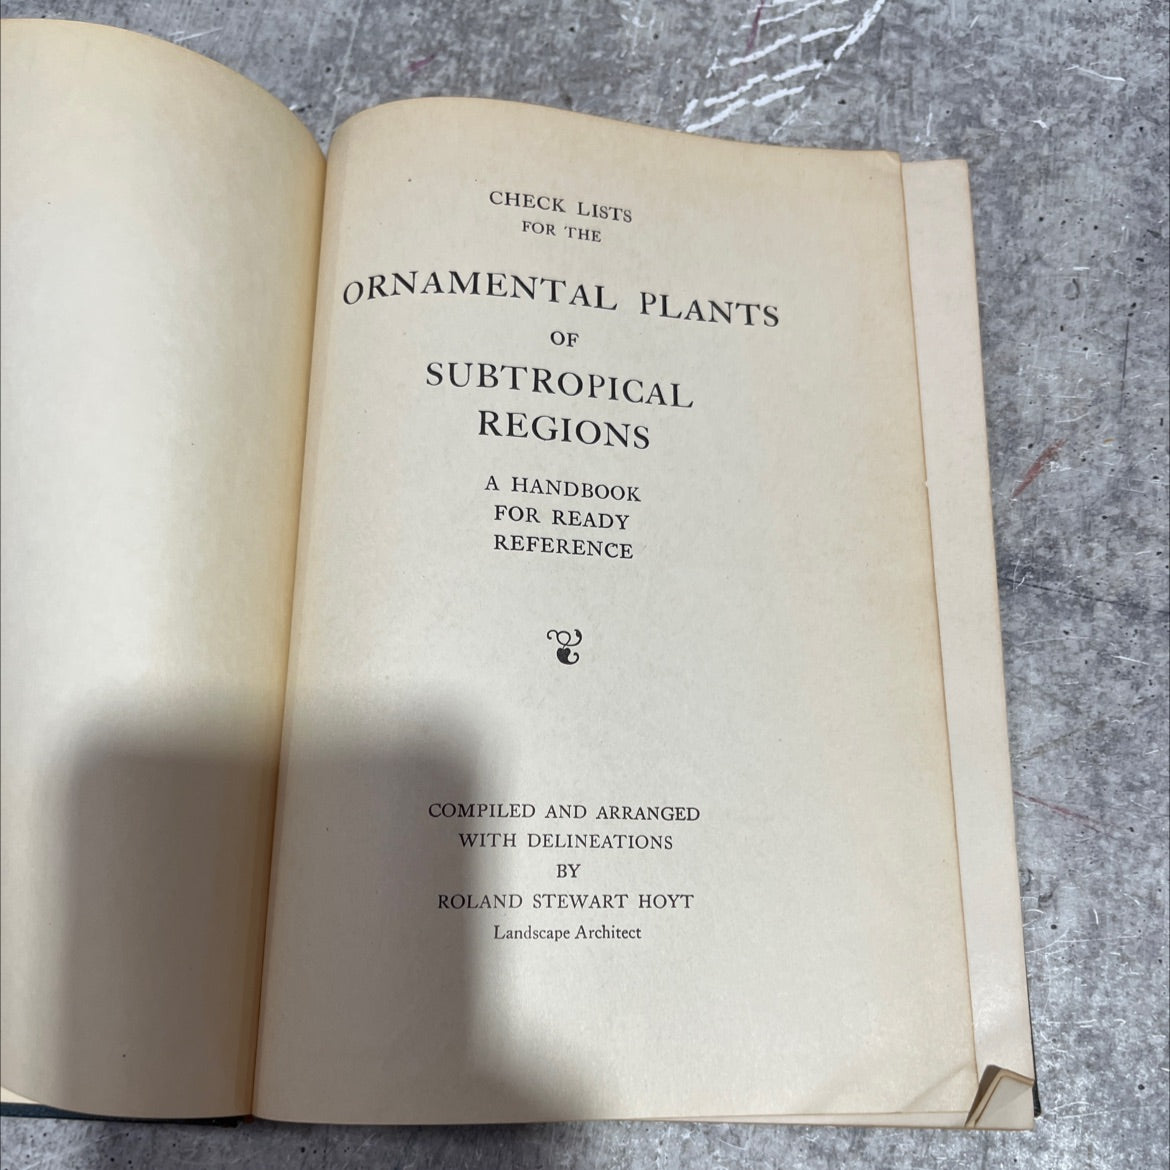 CHECK LISTS
FOR THE
ORNAMENTAL PLANTS
OF
SUBTROPICAL
REGIONS
A HANDBOOK
FOR READY
REFERENCE
COMPILED AND ARRANGED
WITH DELINEATIONS
BY
ROLAND STEWART HOYT
Landscape Architect